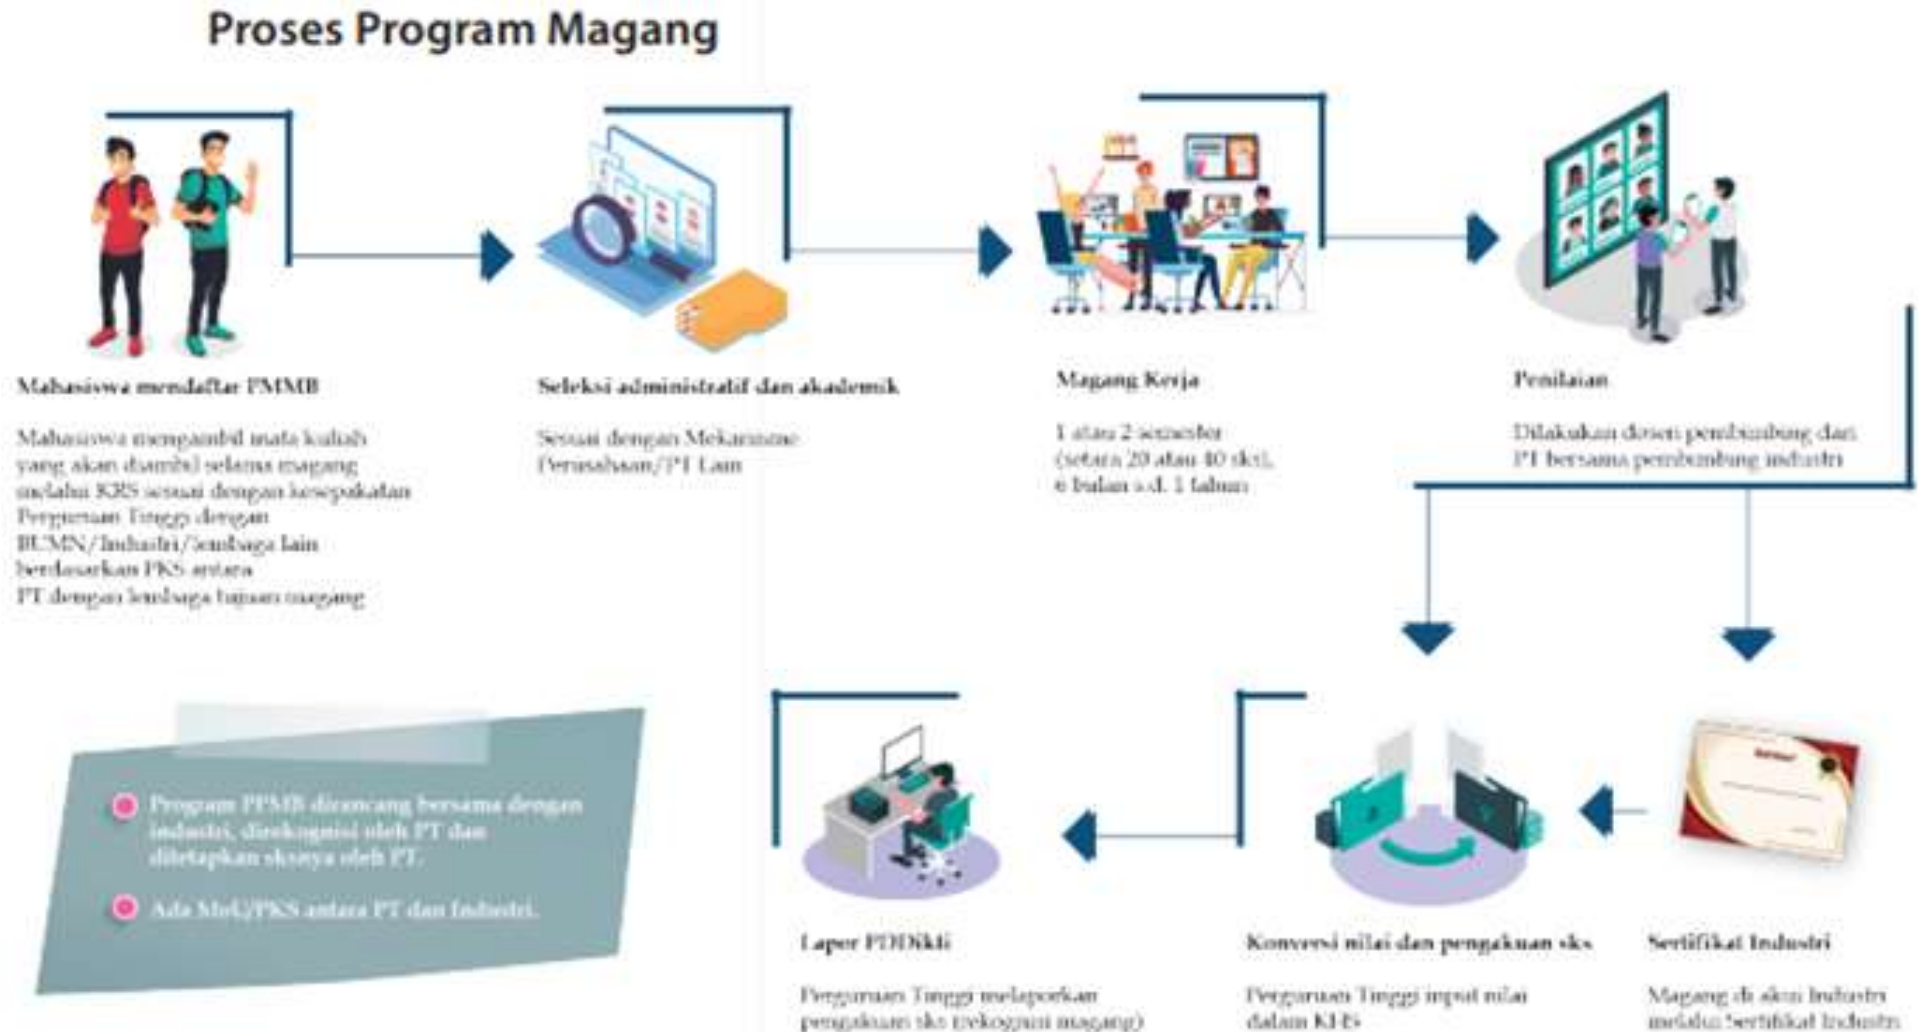 Proses Program Magang
Mahasiswa mendaftar PMMB
Mahasiswa mengambil mata kuliah
yang akan diambil selama magang
melalui KRS sesuai dengan kesepakatan
Perguruan Tinggi dengan
BUMN/Industri/lembaga lain
berdasarkan PKS antara
PT dengan lembaga tujuan magang
Seleksi administratif dan akademik
Sesuai dengan Mekanisme
Perusahaan/PT Lain
Magang Kerja
1 atau 2 semester
(setara 20 atau 40 sks),
6 bulan s.d. 1 tahun
Penilaian
Dilakukan dosen pembimbing dari
PT bersama pembimbing industri
Program PPMB dirancang bersama dengan
industri, direkognisi oleh PT dan
ditetapkan sksnya oleh PT.
Ada MoU/PKS antara PT dan Industri.
Lapor PDDikti
Perguruan Tinggi melaporkan
pengakuan sks (rekognisi magang)
Konversi nilai dan pengakuan sks
Perguruan Tinggi input nilai
dalam KHS
Sertifikat Industri
Magang di akui Industri
melalui Sertifikat Industri